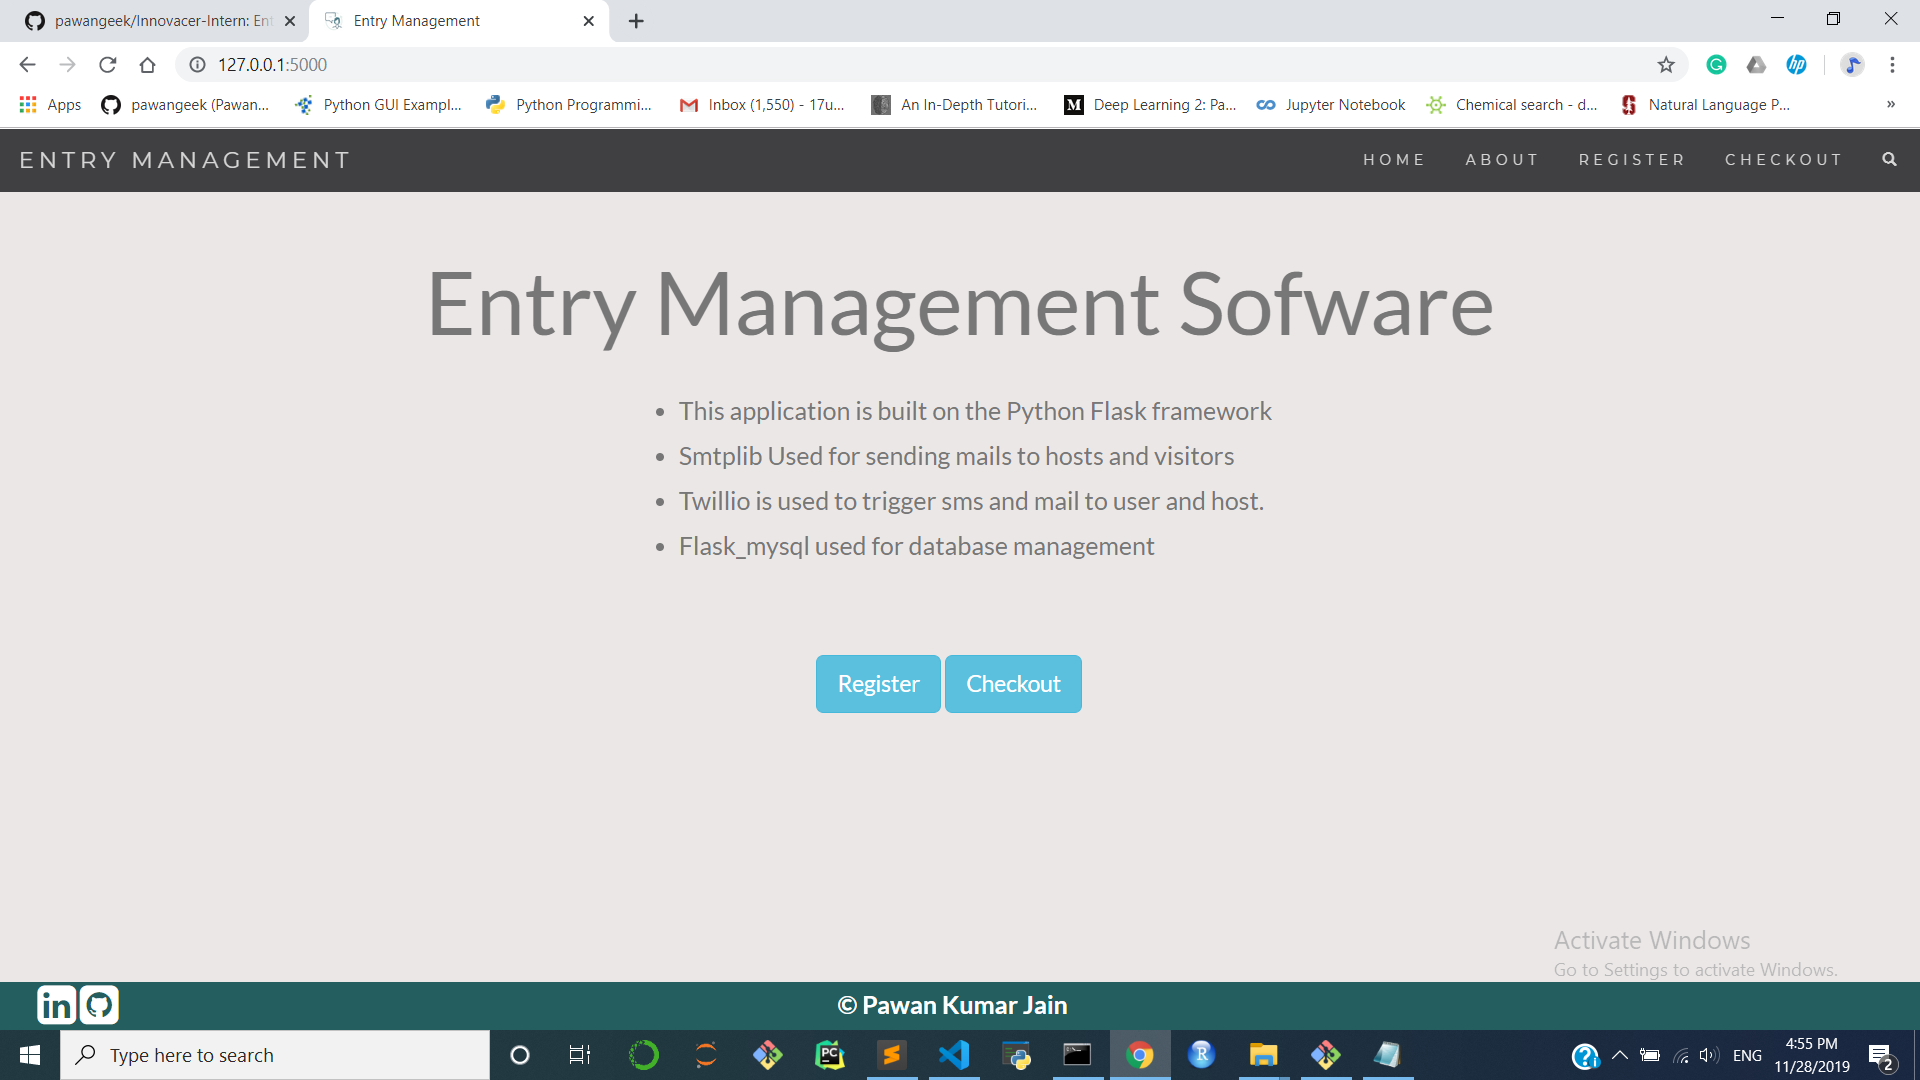 pawangeek/Innovacer-Intern: Ent
Entry Management
127.0.0.1:5000
Apps
pawangeek (Pawan...
Python GUI Exampl...
Python Programmi...
Inbox (1,550) - 17u...
An In-Depth Tutori...
M
Deep Learning 2: Pa...
Jupyter Notebook
Chemical search - d...
Natural Language P...
»
ENTRY MANAGEMENT
HOME
ABOUT
REGISTER
CHECKOUT
Entry Management Sofware
• This application is built on the Python Flask framework
• Smtplib Used for sending mails to hosts and visitors
• Twillio is used to trigger sms and mail to user and host.
• Flask_mysql used for database management
Register
Checkout
Activate Windows
Go to Settings to activate Windows.
in
© Pawan Kumar Jain
Type here to search
PC
R
ENG
4:55 PM
11/28/2019
2